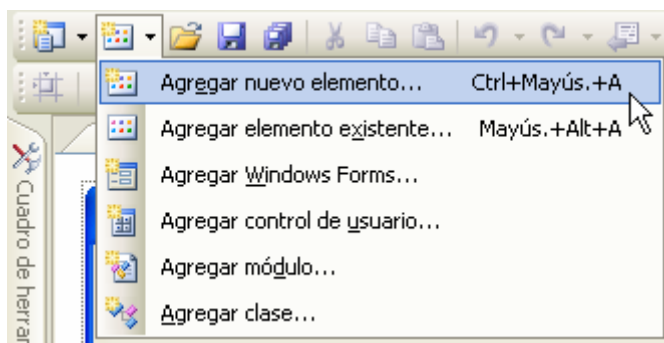 Agregar nuevo elemento... Ctrl+Mayús.+A
Agregar elemento existente... Mayús.+Alt+A
Agregar Windows Forms...
Agregar control de usuario...
Agregar módulo...
Agregar clase...
Cuadro de herrar